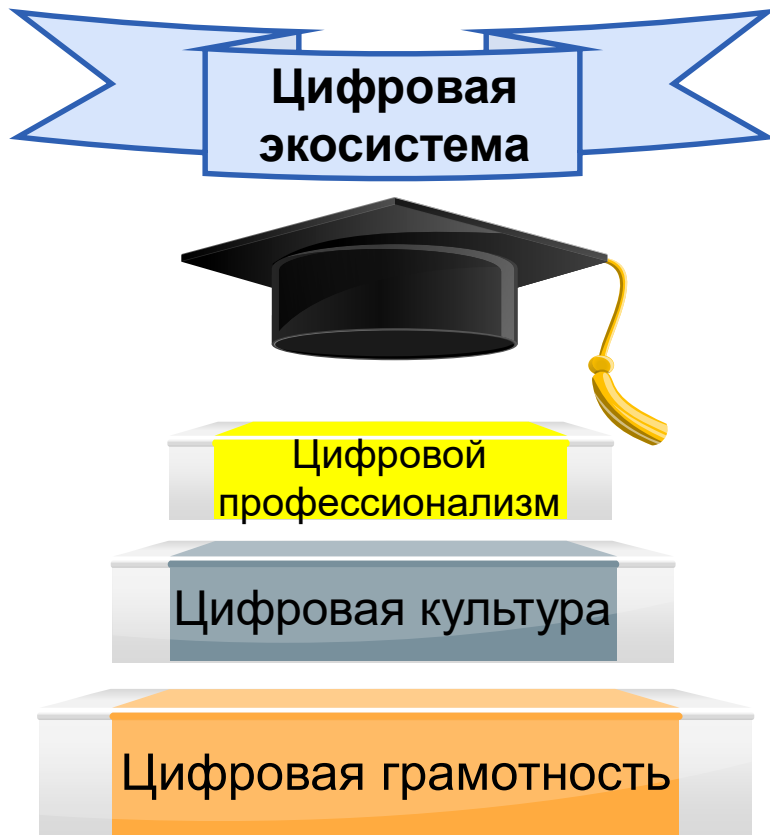 Цифровая
экосистема
Цифровой
профессионализм
Цифровая культура
Цифровая грамотность